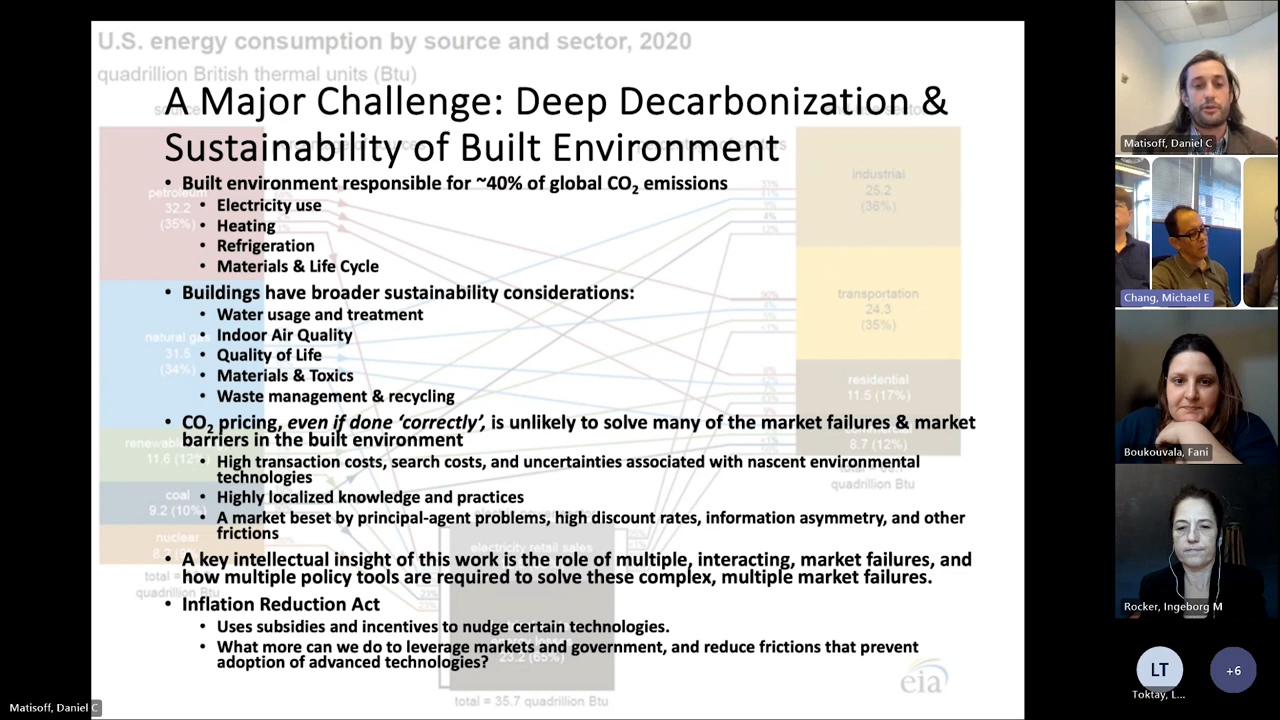 U.S. energy consumption by source and sector, 2020
quadrillion British thermal units (Btu)
A Major Challenge: Deep Decarbonization &
Sustainability of Built Environment
• Built environment responsible for ~40% of global CO2 emissions
• Electricity use
• Heating
• Refrigeration
• Materials & Life Cycle
• Buildings have broader sustainability considerations:
• Water usage and treatment
• Indoor Air Quality
• Quality of Life
• Materials & Toxics
• Waste management & recycling
• CO2 pricing, even if done ‘correctly’, is unlikely to solve many of the market failures & market
barriers in the built environment
• High transaction costs, search costs, and uncertainties associated with nascent environmental
technologies
• Highly localized knowledge and practices
• A market beset by principal-agent problems, high discount rates, information asymmetry, and other
frictions
• A key intellectual insight of this work is the role of multiple, interacting, market failures, and
how multiple policy tools are required to solve these complex, multiple market failures.
• Inflation Reduction Act
• Uses subsidies and incentives to nudge certain technologies.
• What more can we do to leverage markets and government, and reduce frictions that prevent
adoption of advanced technologies?
petroleum
32.2
(35%)
natural gas
31.5
(34%)
11.6 (12%)
coal
9.2 (10%)
nuclear
total =
quadrillion Btu
industrial
25.2
(36%)
transportation
24.3
(35%)
residential
11.5 (17%)
8.7 (12%)
quadrillion Btu
electricity retail sales
23.2 (65%)
total = 35.7 quadrillion Btu
eia
Matisoff, Daniel C
Matisoff, Daniel C
Chang, Michael E
Boukouvala, Fani
Rocker, Ingeborg M
LT
Toktay, L...
+6